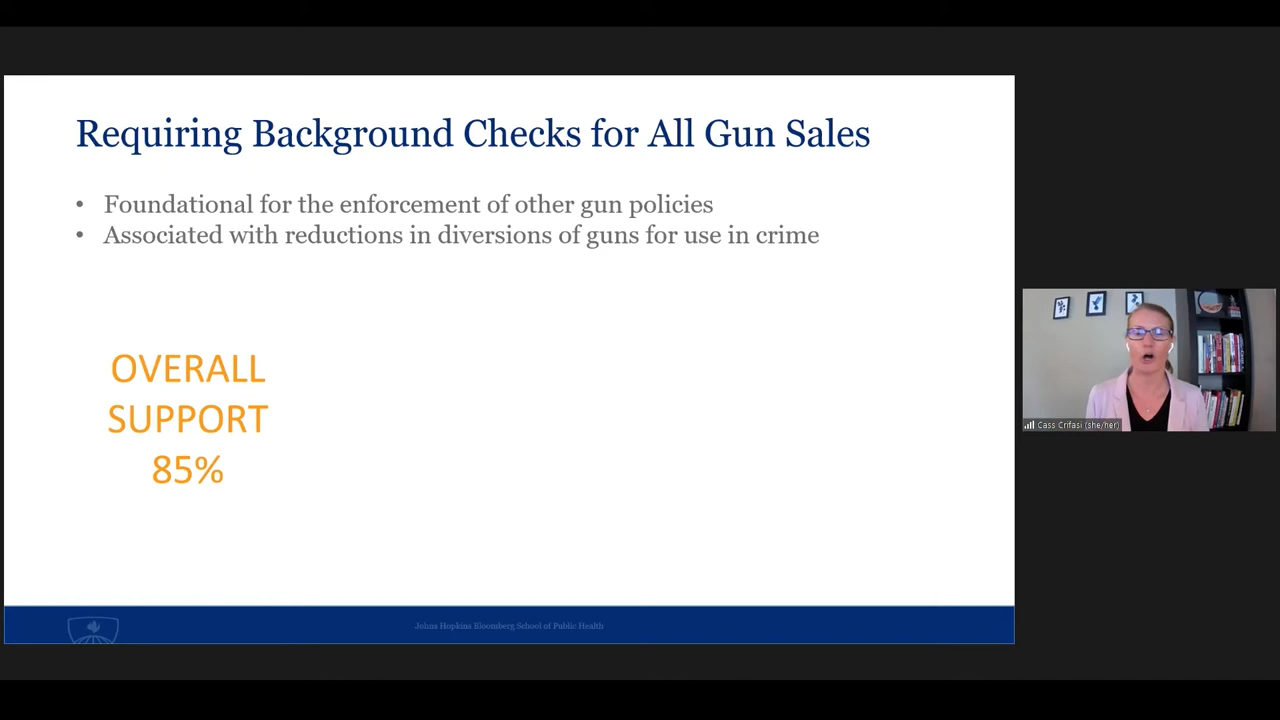 Requiring Background Checks for All Gun Sales
• Foundational for the enforcement of other gun policies
• Associated with reductions in diversions of guns for use in crime
OVERALL
SUPPORT
85%
Cass Crifasi (she/her)
Johns Hopkins Bloomberg School of Public Health